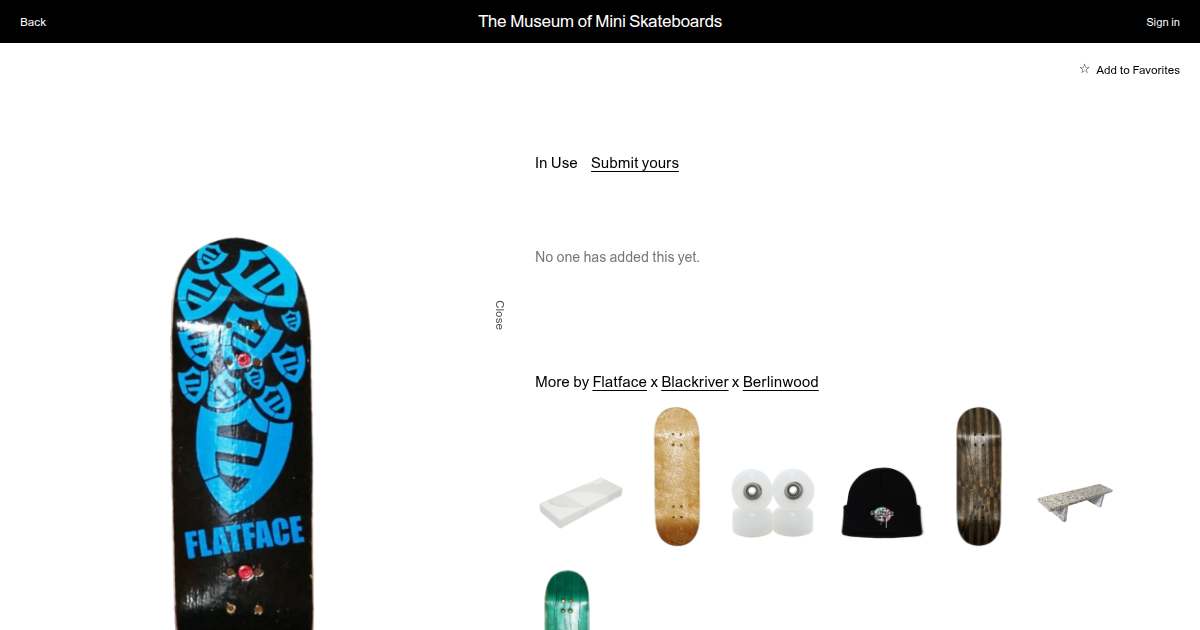 Back
The Museum of Mini Skateboards
Sign in
☆ Add to Favorites
In Use Submit yours
No one has added this yet.
Close
More by Flatface x Blackriver x Berlinwood
FLATFACE